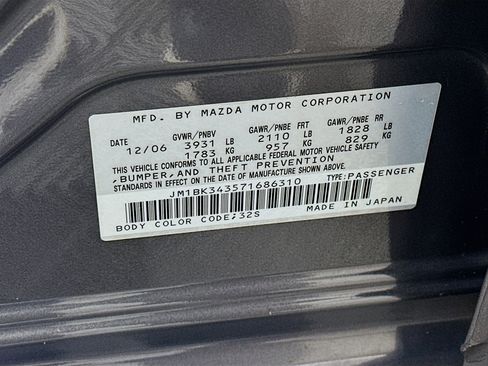 MFD. BY MAZDA MOTOR CORPORATION
GVWR/PNBV GAWR/PNBE FRT GAWR/PNBE RR
12/06 3931 LB 2110 LB 1828 LB
1783 KG 957 KG 829 KG
THIS VEHICLE CONFORMS TO ALL APPLICABLE FEDERAL MOTOR VEHICLE SAFETY
, BUMPER, AND THEFT PREVENTION
STANDARDS IN EFFECT ON THE DATE OF MANUFACTURE SHOWN ABOVE.
JM1BK343571686310 TYPE:PASSENGER
BODY COLOR CODE;32S MADE IN JAPAN